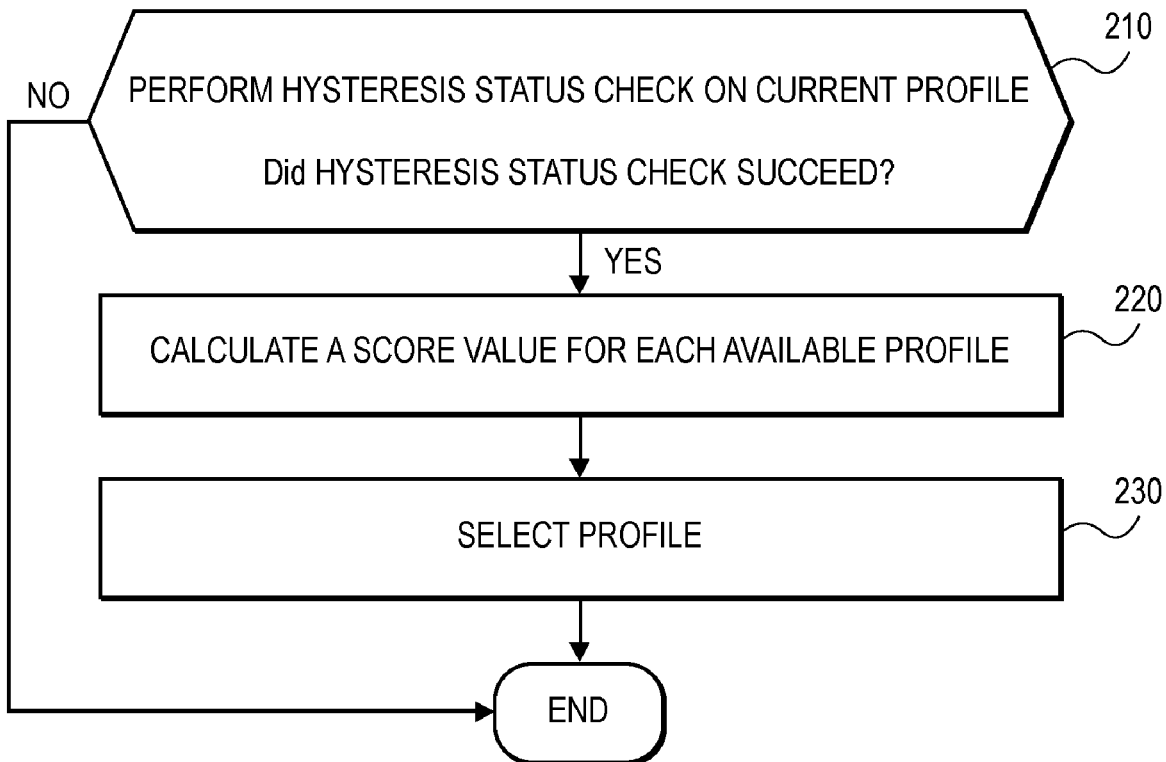 210
NO
PERFORM HYSTERESIS STATUS CHECK ON CURRENT PROFILE
Did HYSTERESIS STATUS CHECK SUCCEED?
YES
220
CALCULATE A SCORE VALUE FOR EACH AVAILABLE PROFILE
230
SELECT PROFILE
END